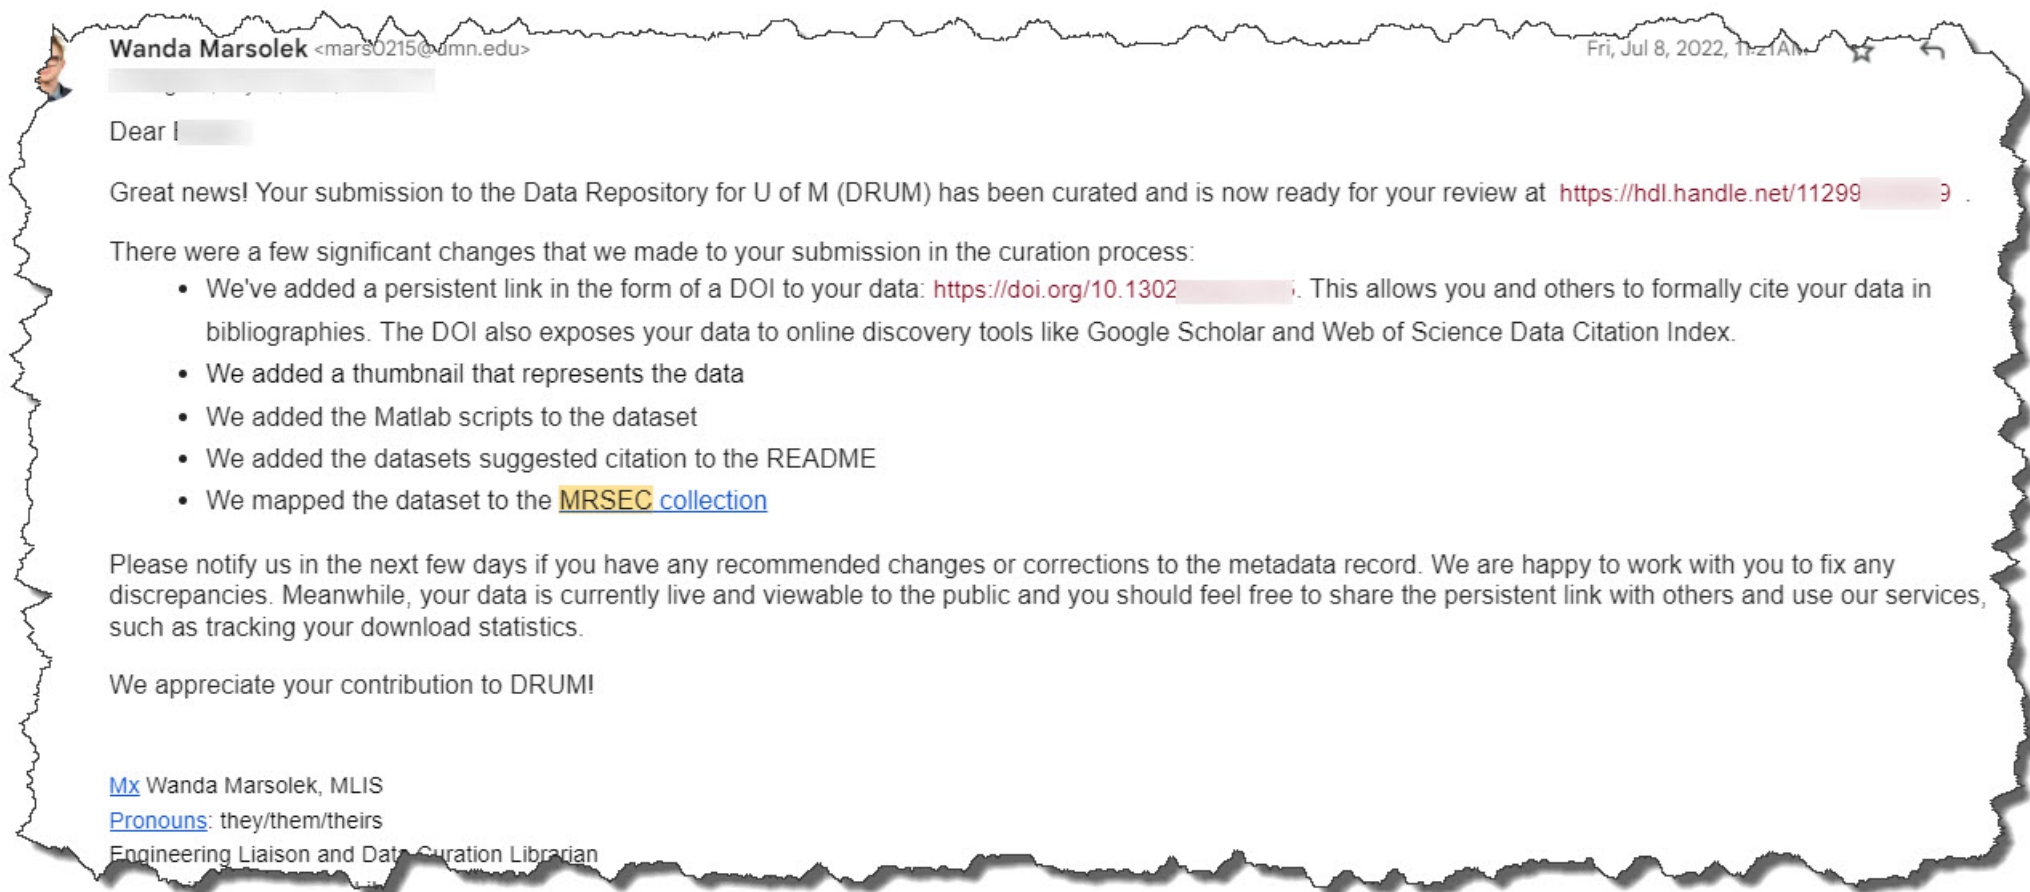 Wanda Marsolek <mars0215@umn.edu>
Fri, Jul 8, 2022, 11:21AM
Dear
Great news! Your submission to the Data Repository for U of M (DRUM) has been curated and is now ready for your review at https://hdl.handle.net/11299 9 .
There were a few significant changes that we made to your submission in the curation process:
• We've added a persistent link in the form of a DOI to your data: https://doi.org/10.1302 . This allows you and others to formally cite your data in
bibliographies. The DOI also exposes your data to online discovery tools like Google Scholar and Web of Science Data Citation Index.
• We added a thumbnail that represents the data
• We added the Matlab scripts to the dataset
• We added the datasets suggested citation to the README
• We mapped the dataset to the MRSEC collection
Please notify us in the next few days if you have any recommended changes or corrections to the metadata record. We are happy to work with you to fix any
discrepancies. Meanwhile, your data is currently live and viewable to the public and you should feel free to share the persistent link with others and use our services,
such as tracking your download statistics.
We appreciate your contribution to DRUM!
Mx Wanda Marsolek, MLIS
Pronouns: they/them/theirs
Engineering Liaison and Data Curation Librarian